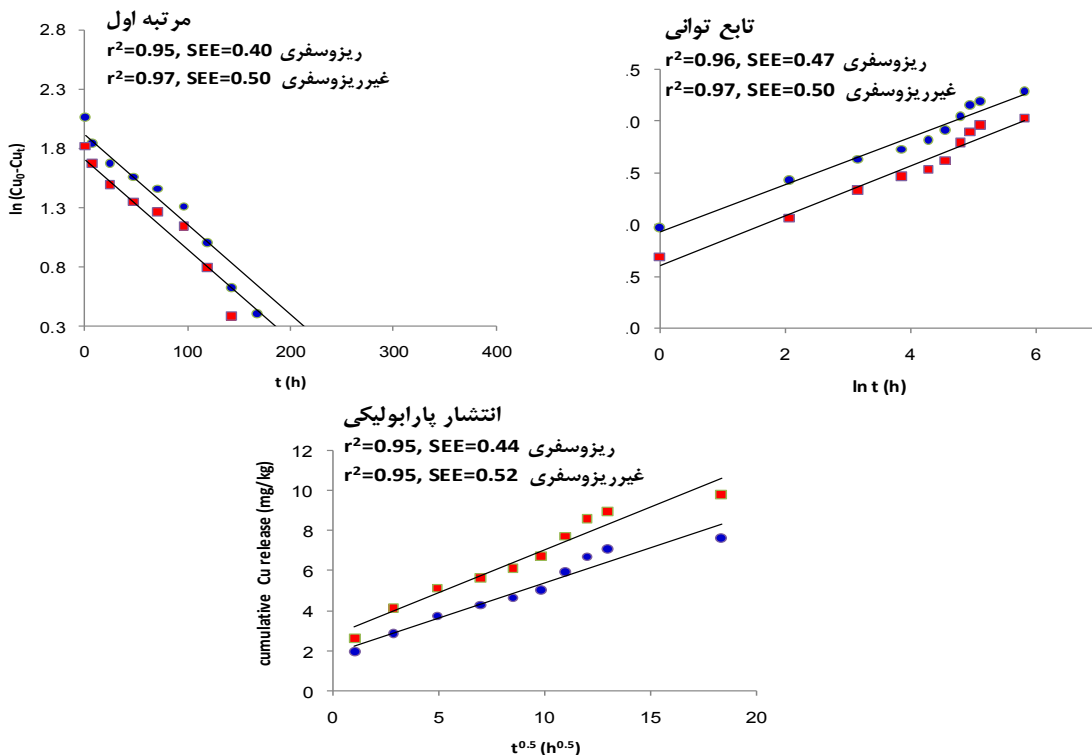 مرتبه اول
r²=0.95, SEE=0.40 ریزوسفری
r²=0.97, SEE=0.50 غیرریزوسفری
2.8
2.3
1.8
1.3
0.8
0.3
ln (Cu₀-Cuₜ)
0 100 200 300 400
t (h)
تابع توانی
r²=0.96, SEE=0.47 ریزوسفری
r²=0.97, SEE=0.50 غیرریزوسفری
.5
.0
.5
.0
.5
.0
0 2 4 6
ln t (h)
انتشار پارابولیکی
r²=0.95, SEE=0.44 ریزوسفری
r²=0.95, SEE=0.52 غیرریزوسفری
12
10
8
6
4
2
0
cumulative Cu release (mg/kg)
0 5 10 15 20
t⁰·⁵ (h⁰·⁵)